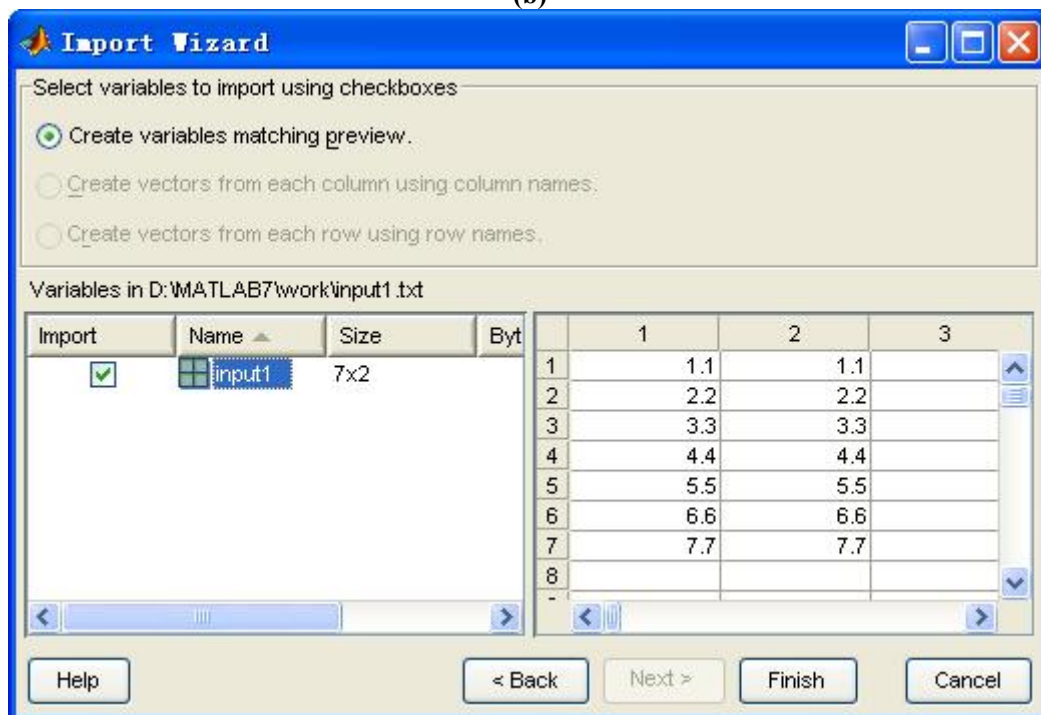 (b)
Import Wizard
Select variables to import using checkboxes
Create variables matching preview.
Create vectors from each column using column names.
Create vectors from each row using row names.
Variables in D:\MATLAB7\work\input1.txt
Import Name Size Byt
input1 7x2
1 2 3
1 1.1 1.1
2 2.2 2.2
3 3.3 3.3
4 4.4 4.4
5 5.5 5.5
6 6.6 6.6
7 7.7 7.7
8
Help < Back Next > Finish Cancel